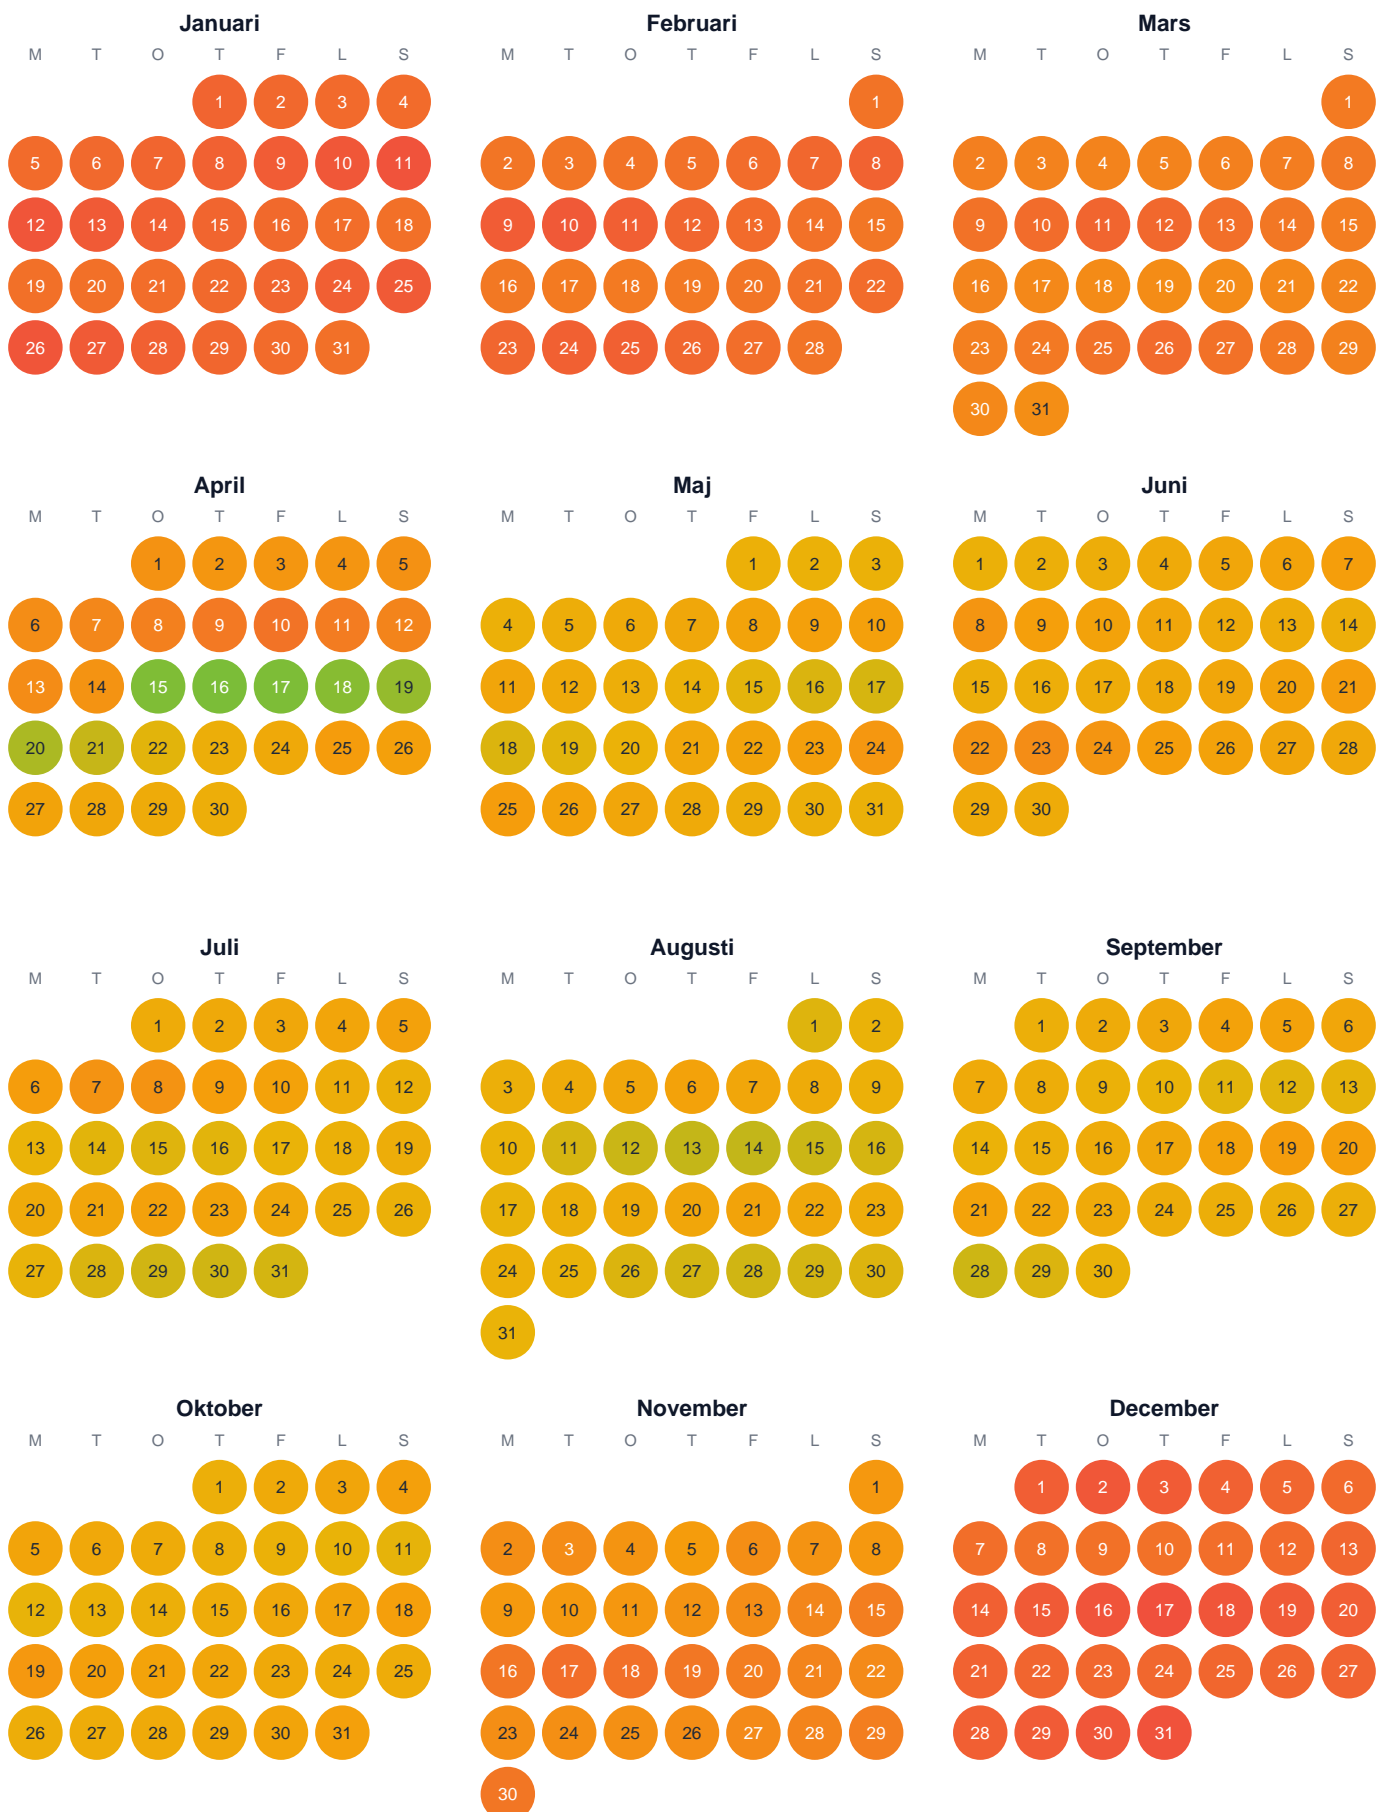 Januari Februari Mars
M T O T F L S M T O T F L S M T O T F L S
1 2 3 4 1 1
5 6 7 8 9 10 11 2 3 4 5 6 7 8 2 3 4 5 6 7 8
12 13 14 15 16 17 18 9 10 11 12 13 14 15 9 10 11 12 13 14 15
19 20 21 22 23 24 25 16 17 18 19 20 21 22 16 17 18 19 20 21 22
26 27 28 29 30 31 23 24 25 26 27 28 23 24 25 26 27 28 29
30 31
April Maj Juni
M T O T F L S M T O T F L S M T O T F L S
1 2 3 4 5 1 2 3 1 2 3 4 5 6 7
6 7 8 9 10 11 12 4 5 6 7 8 9 10 8 9 10 11 12 13 14
13 14 15 16 17 18 19 11 12 13 14 15 16 17 15 16 17 18 19 20 21
20 21 22 23 24 25 26 18 19 20 21 22 23 24 22 23 24 25 26 27 28
27 28 29 30 25 26 27 28 29 30 31 29 30
Juli Augusti September
M T O T F L S M T O T F L S M T O T F L S
1 2 3 4 5 1 2 1 2 3 4 5 6
6 7 8 9 10 11 12 3 4 5 6 7 8 9 7 8 9 10 11 12 13
13 14 15 16 17 18 19 10 11 12 13 14 15 16 14 15 16 17 18 19 20
20 21 22 23 24 25 26 17 18 19 20 21 22 23 21 22 23 24 25 26 27
27 28 29 30 31 24 25 26 27 28 29 30 28 29 30
31
Oktober November December
M T O T F L S M T O T F L S M T O T F L S
1 2 3 4 1 1 2 3 4 5 6
5 6 7 8 9 10 11 2 3 4 5 6 7 8 7 8 9 10 11 12 13
12 13 14 15 16 17 18 9 10 11 12 13 14 15 14 15 16 17 18 19 20
19 20 21 22 23 24 25 16 17 18 19 20 21 22 21 22 23 24 25 26 27
26 27 28 29 30 31 23 24 25 26 27 28 29 28 29 30 31
30